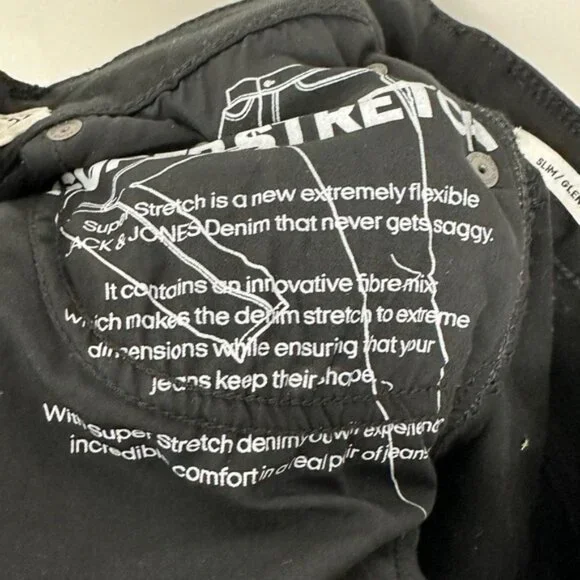 SUPER STRETCH
Super Stretch is a new extremely flexible
JACK & JONES Denim that never gets saggy.
It contains an innovative fibre mix
which makes the denim stretch to extreme
dimensions while ensuring that your
jeans keep their shape.
With super Stretch denim you will experience
incredible comfort in a real pair of jeans
SLIM/GLEN